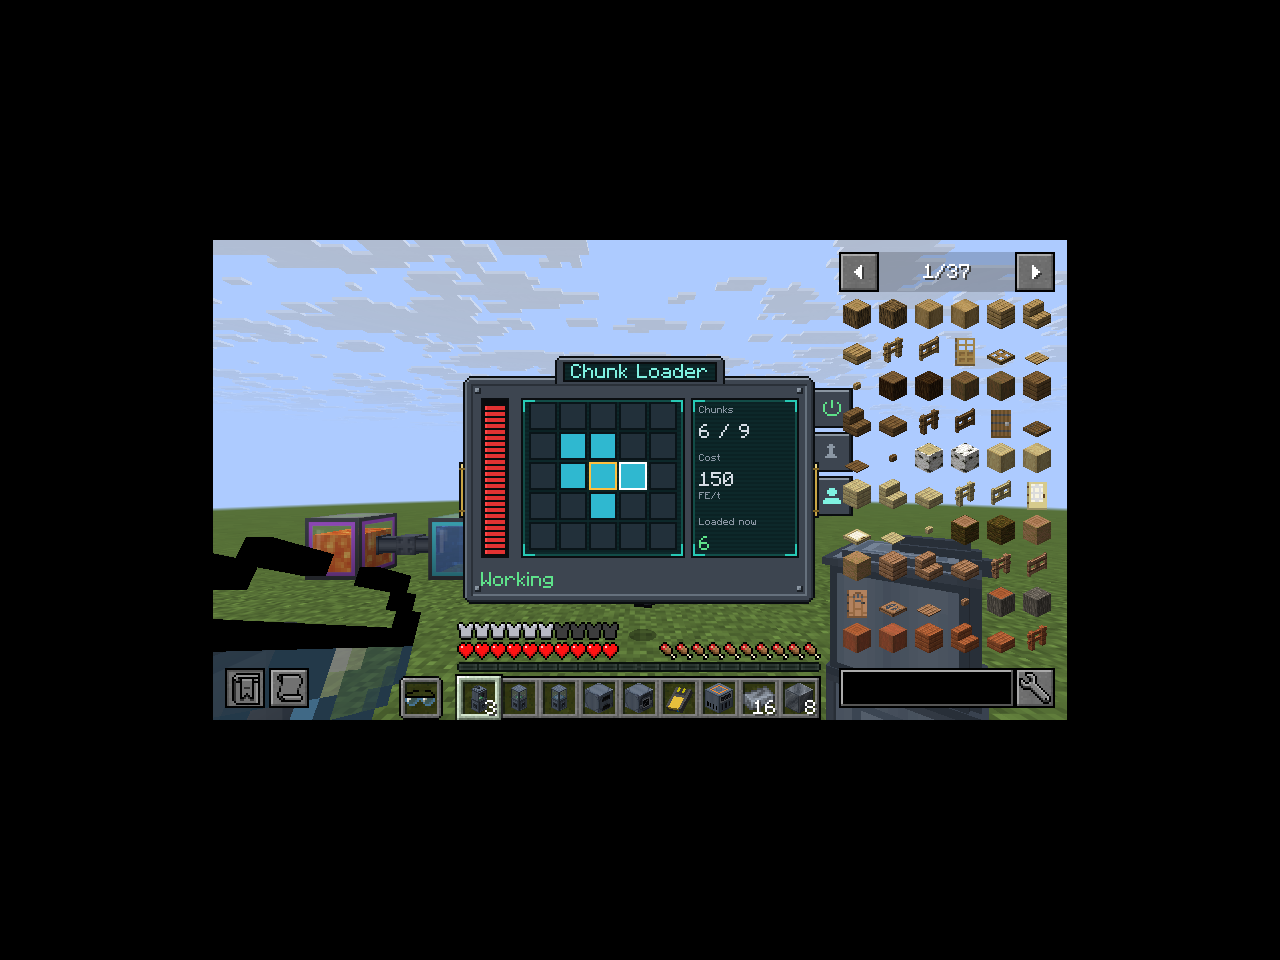 1/37
Chunk Loader
Chunks
6 / 9
Cost
150
FE/t
Loaded now
6
Working
3
16
8